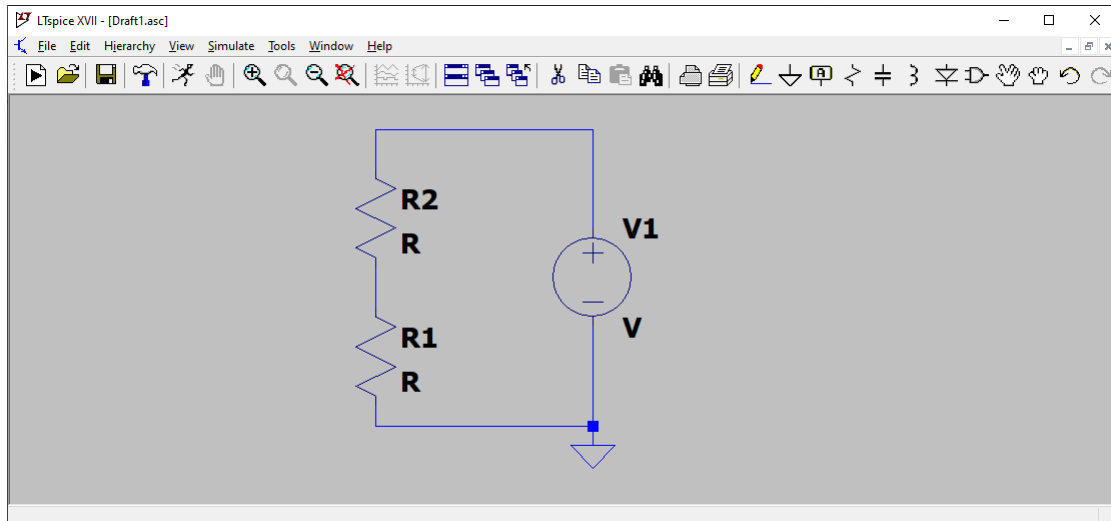 LTspice XVII - [Draft1.asc]
File Edit Hierarchy View Simulate Tools Window Help
R2
R
V1
R1
V
R